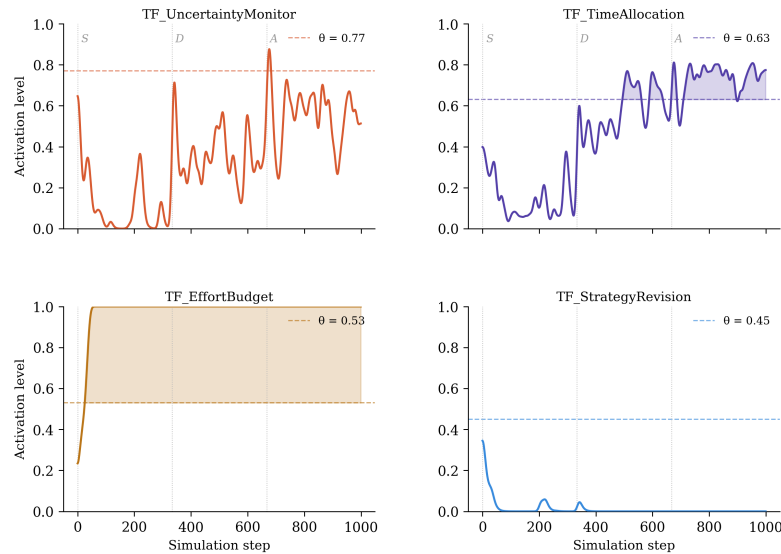 TF_UncertaintyMonitor
TF_TimeAllocation
1.0
0.8
0.6
0.4
0.2
0.0
Activation level
S
D
A
θ = 0.77
1.0
0.8
0.6
0.4
0.2
0.0
S
D
A
θ = 0.63
TF_EffortBudget
TF_StrategyRevision
1.0
0.8
0.6
0.4
0.2
0.0
Activation level
θ = 0.53
0
200
400
600
800
1000
Simulation step
1.0
0.8
0.6
0.4
0.2
0.0
θ = 0.45
0
200
400
600
800
1000
Simulation step